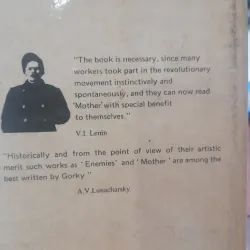 "The book is necessary, since many
workers took part in the revolutionary
movement instinctively and
spontaneously, and they can now read
'Mother' with special benefit
to themselves."
V.I. Lenin
"Historically and from the point of view of their artistic
merit such works as 'Enemies' and 'Mother' are among the
best written by Gorky"
A.V. Lunacharsky